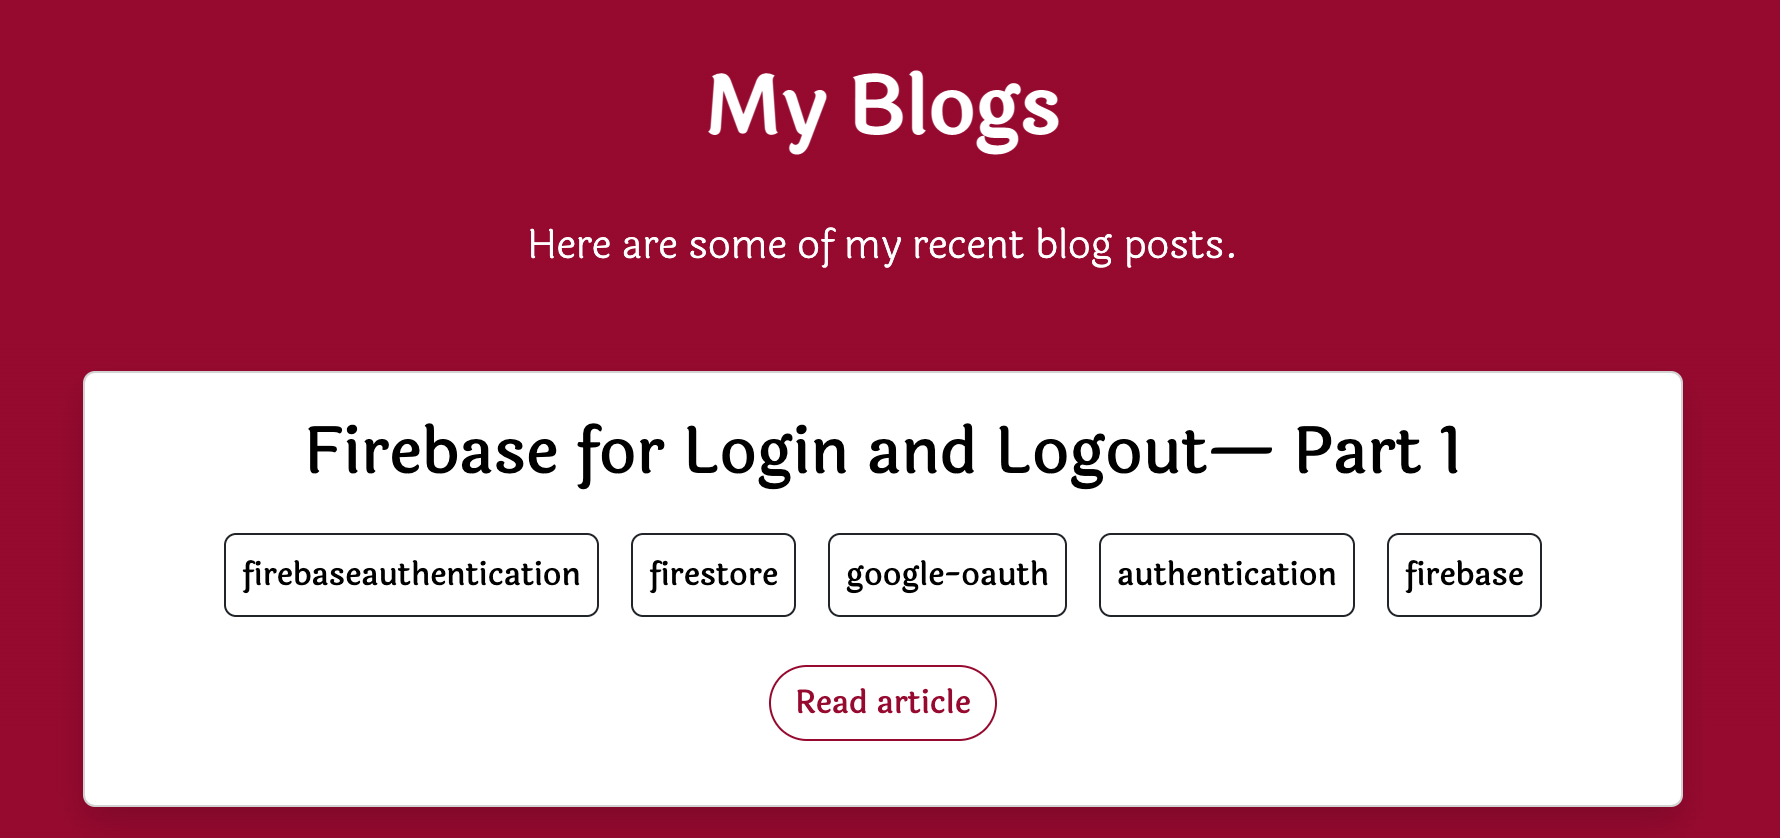 My Blogs
Here are some of my recent blog posts.
Firebase for Login and Logout— Part 1
firebaseauthentication firestore google-oauth authentication firebase
Read article